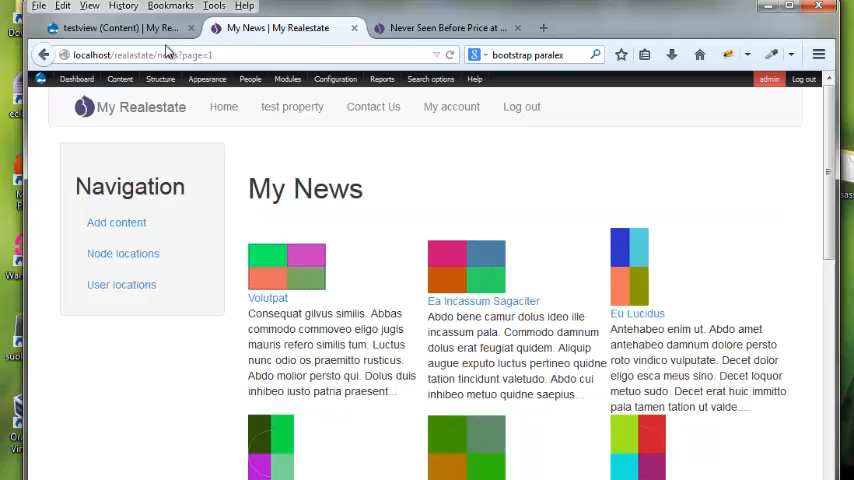 File Edit View History Bookmarks Tools Help
testview (Content) | My Re... × My News | My Realestate × Never Seen Before Price at ... × +
localhost/realastate/news?page=1 bootstrap paralex
Dashboard Content Structure Appearance People Modules Configuration Reports Search options Help admin Log out
My Realestate Home test property Contact Us My account Log out
Navigation
Add content
Node locations
User locations
My News
Volutpat
Consequat gilvus similis. Abbas
commodo commoveo eligo jugis
mauris refero similis tum. Luctus
nunc odio os praemitto rusticus.
Abdo molior persto qui. Dolus duis
iusto patria praesent...
Ea Incassum Sagaciter
Abdo bene camur dolus ideo ille
incassum pala. Commodo damnum
dolus erat feugiat quidem. Aliquip
augue exputo luctus pertineo quidne
tation tincidunt valetudo. Abdo cui
metuo quidne saepius...
Eu Lucidus
Antehabeo enim ut. Abdo amet
antehabeo damnum dolore persto
roto vindico vulputate. Decet dolor
eligo esca meus sino. Decet loquor
metuo sudo. Decet erat huic immitto
pala tamen tation ut valde....